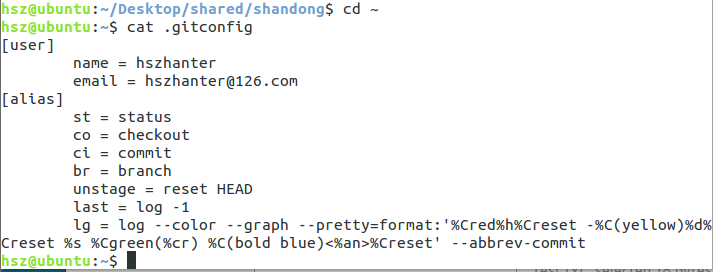 hsz@ubuntu:~/Desktop/shared/shandong$ cd ~
hsz@ubuntu:~$ cat .gitconfig
[user]
        name = hszhanter
        email = hszhanter@126.com
[alias]
        st = status
        co = checkout
        ci = commit
        br = branch
        unstage = reset HEAD
        last = log -1
        lg = log --color --graph --pretty=format:'%Cred%h%Creset -%C(yellow)%d%
Creset %s %Cgreen(%cr) %C(bold blue)<%an>%Creset' --abbrev-commit
hsz@ubuntu:~$